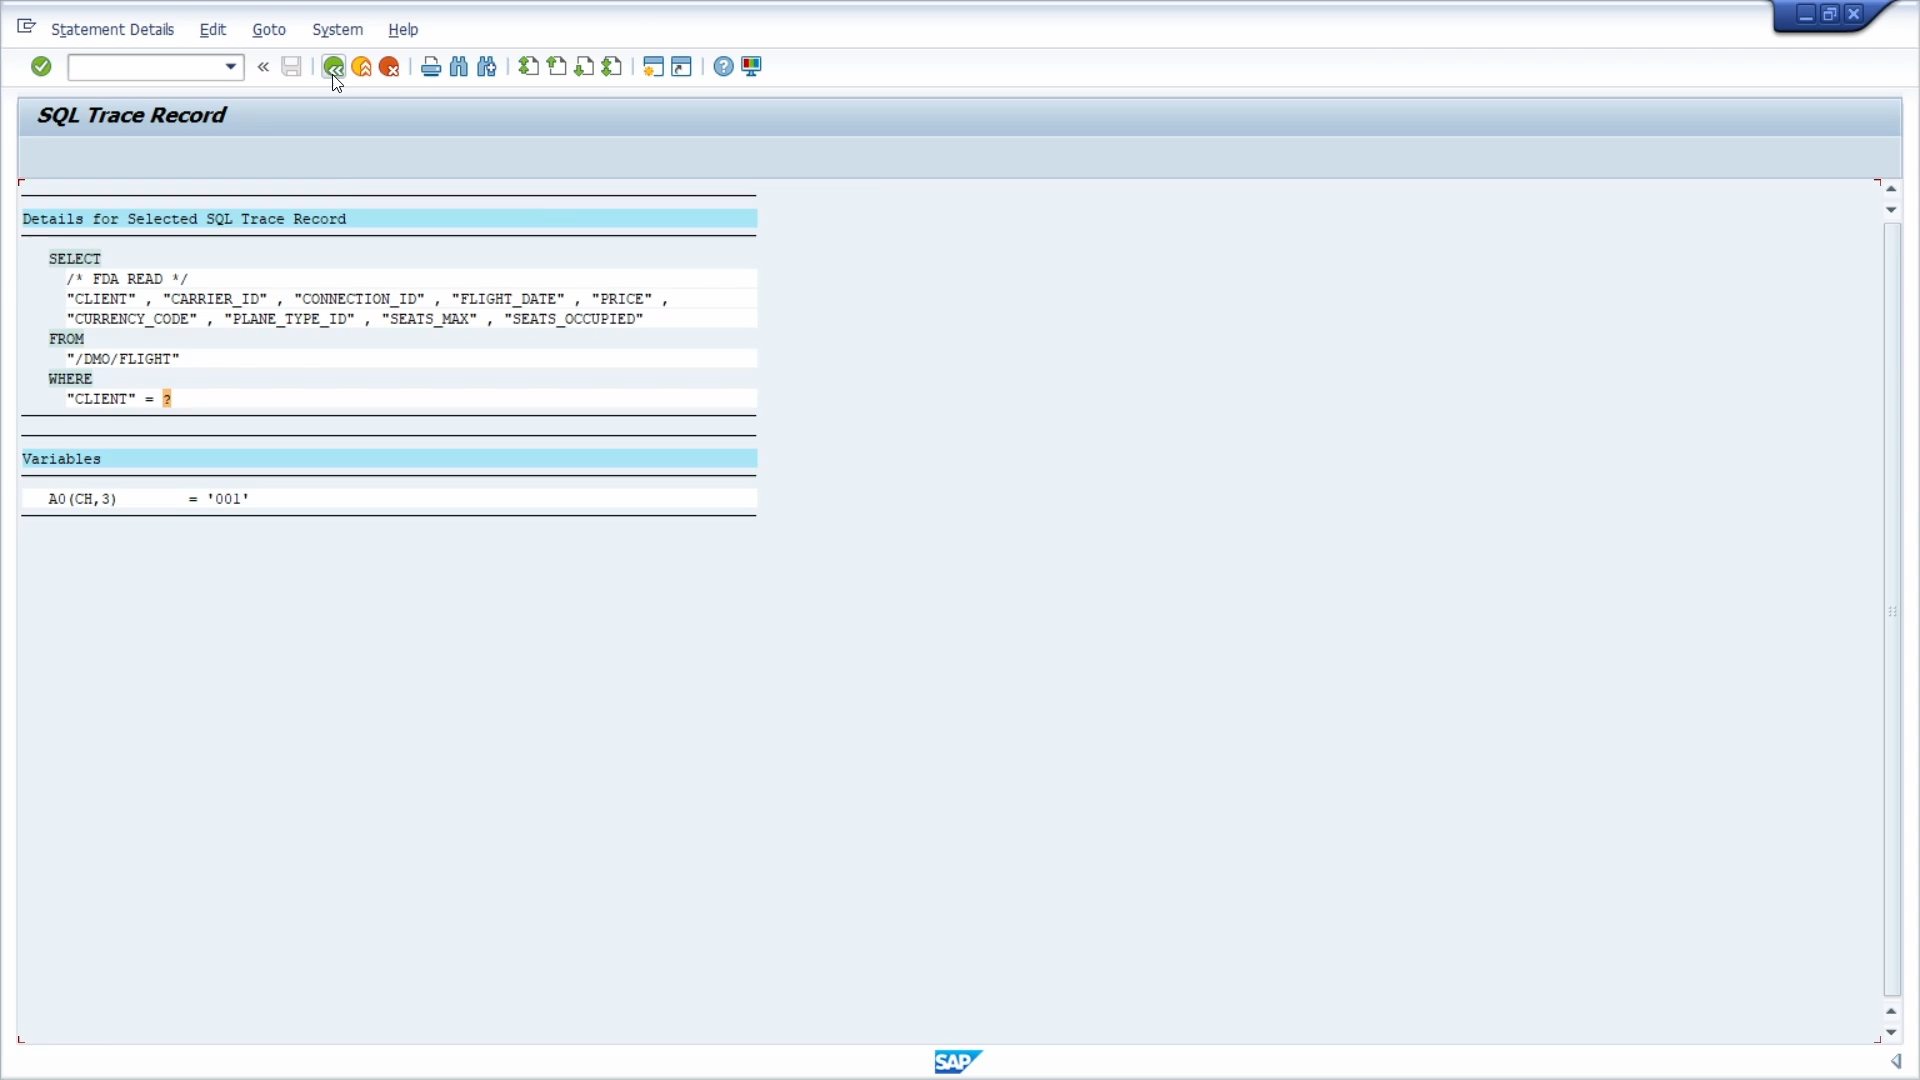 Statement Details Edit Goto System Help
SQL Trace Record
Details for Selected SQL Trace Record
SELECT
/* FDA READ */
"CLIENT" , "CARRIER_ID" , "CONNECTION_ID" , "FLIGHT_DATE" , "PRICE" ,
"CURRENCY_CODE" , "PLANE_TYPE_ID" , "SEATS_MAX" , "SEATS_OCCUPIED"
FROM
"/DMO/FLIGHT"
WHERE
"CLIENT" = ?
Variables
A0(CH,3) = '001'
SAP